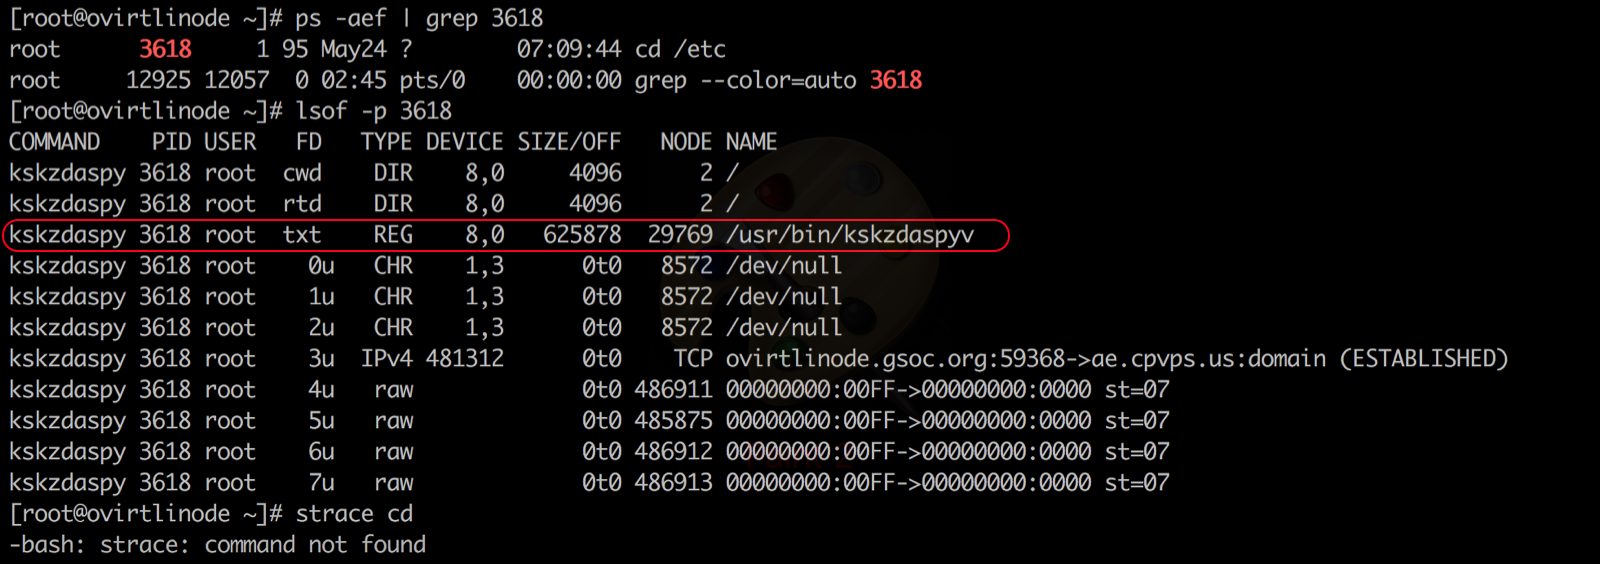 [root@ovirtlinode ~]# ps -aef | grep 3618
root      3618     1 95 May24 ?        07:09:44 cd /etc
root     12925 12057  0 02:45 pts/0    00:00:00 grep --color=auto 3618
[root@ovirtlinode ~]# lsof -p 3618
COMMAND    PID USER   FD   TYPE DEVICE SIZE/OFF   NODE NAME
kskzdaspy 3618 root  cwd    DIR    8,0     4096      2 /
kskzdaspy 3618 root  rtd    DIR    8,0     4096      2 /
kskzdaspy 3618 root  txt    REG    8,0   625878  29769 /usr/bin/kskzdaspyv
kskzdaspy 3618 root    0u   CHR    1,3      0t0   8572 /dev/null
kskzdaspy 3618 root    1u   CHR    1,3      0t0   8572 /dev/null
kskzdaspy 3618 root    2u   CHR    1,3      0t0   8572 /dev/null
kskzdaspy 3618 root    3u  IPv4 481312      0t0    TCP ovirtlinode.gsoc.org:59368->ae.cpvps.us:domain (ESTABLISHED)
kskzdaspy 3618 root    4u   raw             0t0 486911 00000000:00FF->00000000:0000 st=07
kskzdaspy 3618 root    5u   raw             0t0 485875 00000000:00FF->00000000:0000 st=07
kskzdaspy 3618 root    6u   raw             0t0 486912 00000000:00FF->00000000:0000 st=07
kskzdaspy 3618 root    7u   raw             0t0 486913 00000000:00FF->00000000:0000 st=07
[root@ovirtlinode ~]# strace cd
-bash: strace: command not found